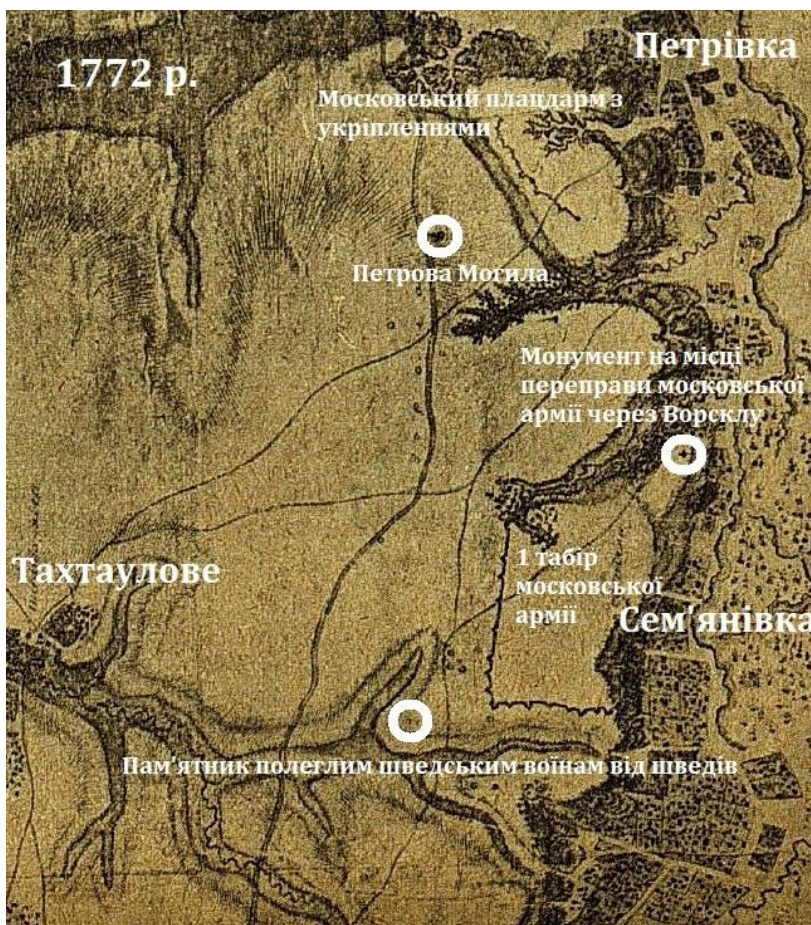 Петрівка
1772 р.
Московський плацдарм з
укріпленнями
Петрова Могила
Монумент на місці
переправи московської
армії через Ворсклу
Тахтаулове
1 табір
московської
армії
Сем'янівка
Пам'ятник полеглим шведським воїнам від шведів